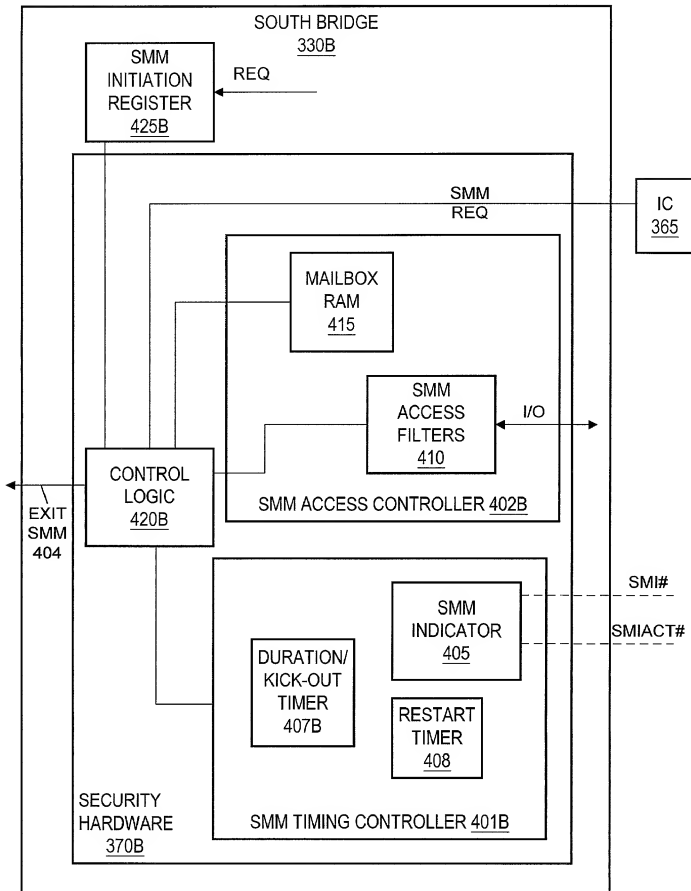 SOUTH BRIDGE
330B
SMM
INITIATION
REGISTER
425B
REQ
SMM
REQ
IC
365
MAILBOX
RAM
415
SMM
ACCESS
FILTERS
410
I/O
CONTROL
LOGIC
420B
SMM ACCESS CONTROLLER 402B
EXIT
SMM
404
SMM
INDICATOR
405
SMI#
SMIACT#
DURATION/
KICK-OUT
TIMER
407B
RESTART
TIMER
408
SECURITY
HARDWARE
370B
SMM TIMING CONTROLLER 401B